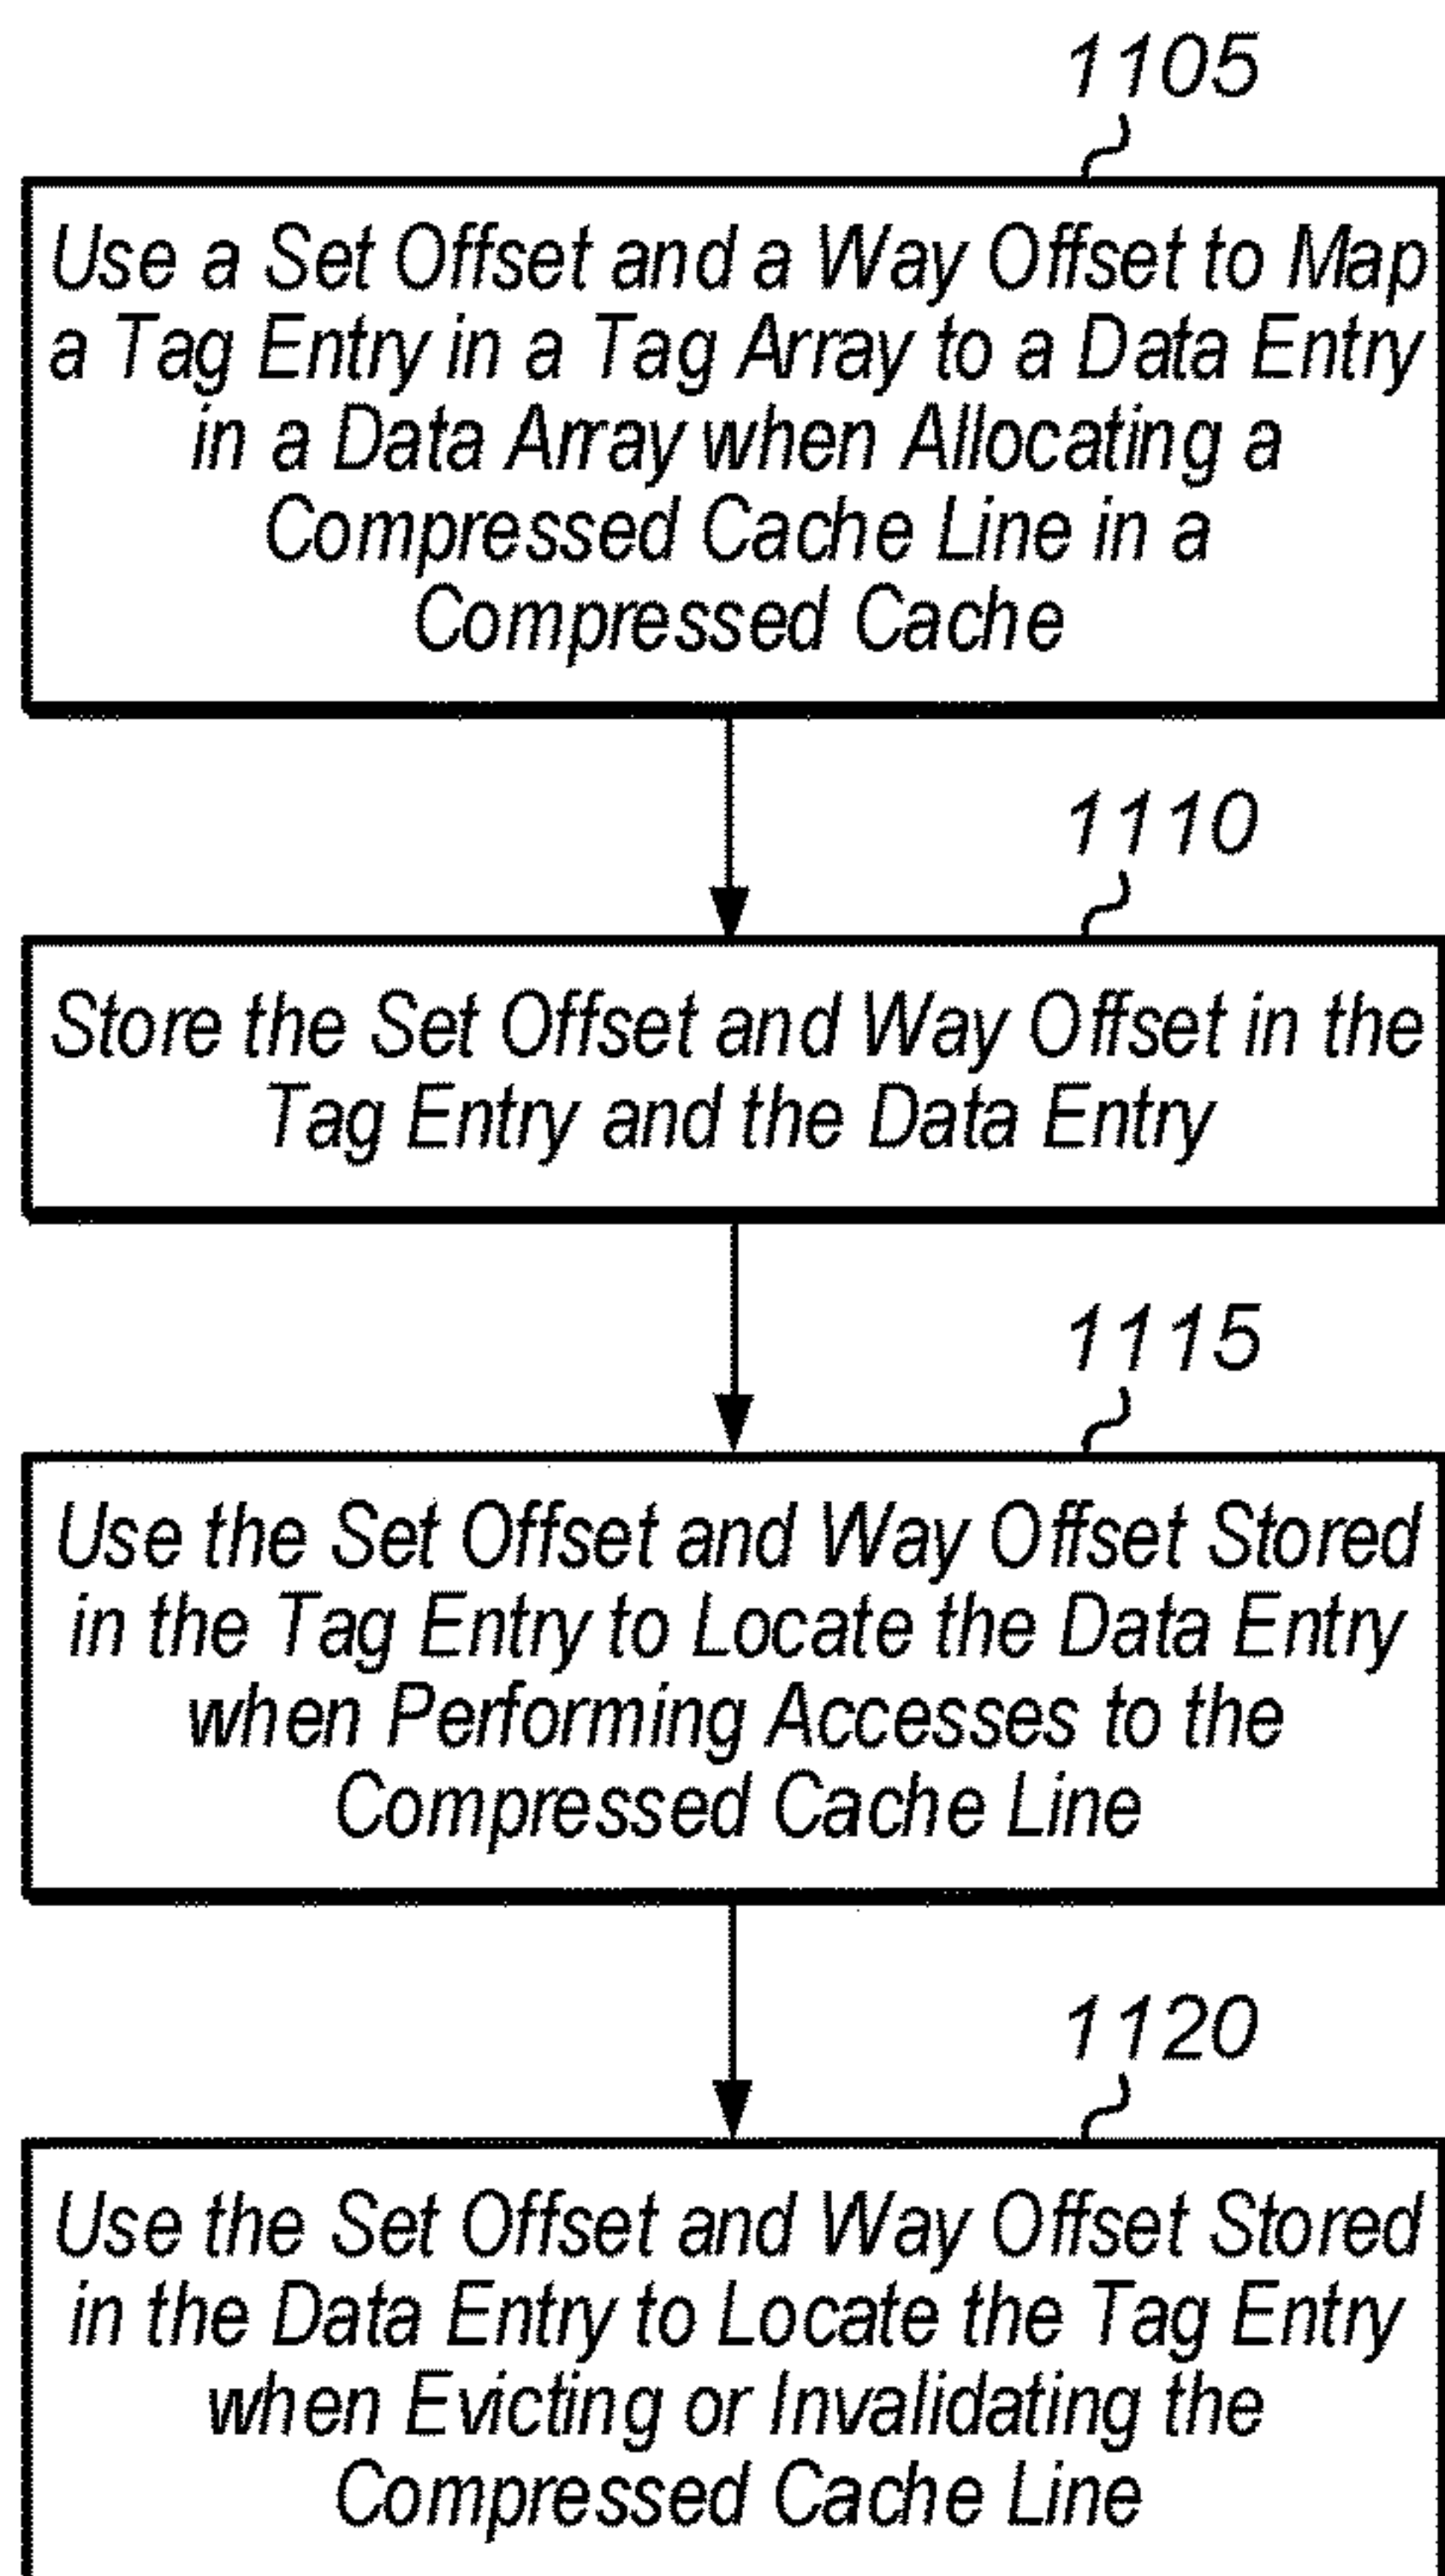 1105
Use a Set Offset and a Way Offset to Map
a Tag Entry in a Tag Array to a Data Entry
in a Data Array when Allocating a
Compressed Cache Line in a
Compressed Cache
1110
Store the Set Offset and Way Offset in the
Tag Entry and the Data Entry
1115
Use the Set Offset and Way Offset Stored
in the Tag Entry to Locate the Data Entry
when Performing Accesses to the
Compressed Cache Line
1120
Use the Set Offset and Way Offset Stored
in the Data Entry to Locate the Tag Entry
when Evicting or Invalidating the
Compressed Cache Line